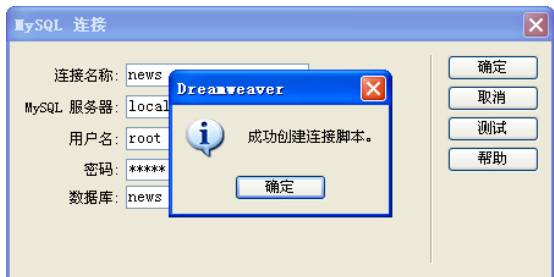 MySQL 连接
连接名称: news
MySQL 服务器: local
用户名: root
密码: *****
数据库: news
Dreamweaver
成功创建连接脚本。
确定
确定
取消
测试
帮助